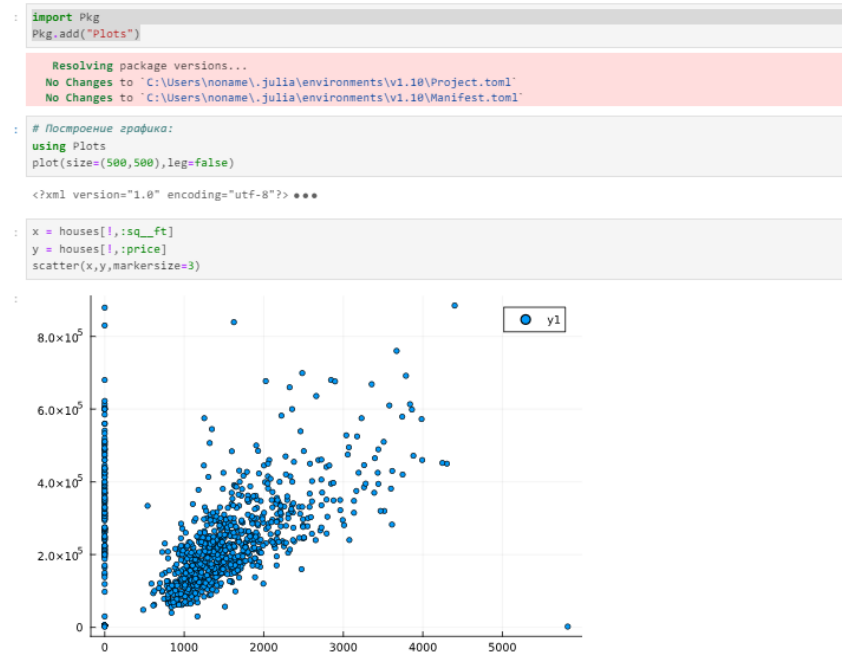 import Pkg
Pkg.add("Plots")
Resolving package versions...
No Changes to `C:\Users\noname\.julia\environments\v1.10\Project.toml`
No Changes to `C:\Users\noname\.julia\environments\v1.10\Manifest.toml`
# Построение графика:
using Plots
plot(size=(500,500),leg=false)
<?xml version="1.0" encoding="utf-8"?> •••
x = houses[!,:sq__ft]
y = houses[!,:price]
scatter(x,y,markersize=3)
y1
8.0×10⁵
6.0×10⁵
4.0×10⁵
2.0×10⁵
0
0 1000 2000 3000 4000 5000